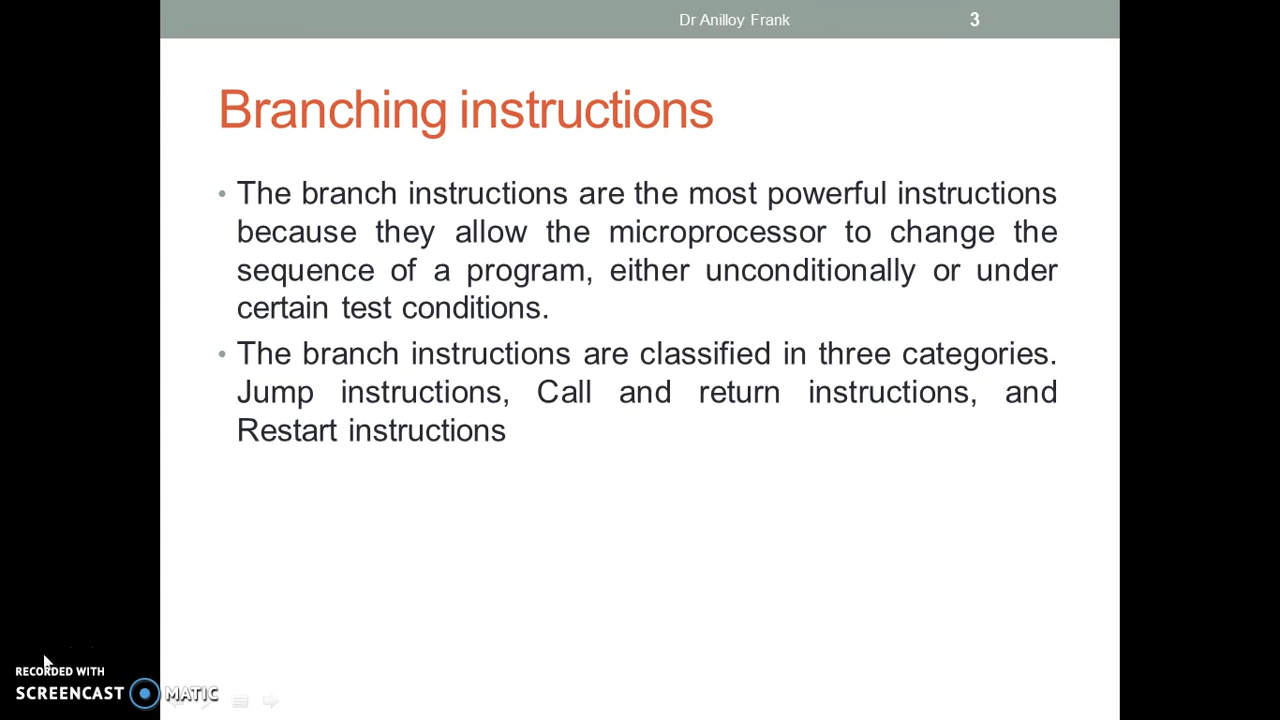 Dr Anilloy Frank
3
Branching instructions
• The branch instructions are the most powerful instructions
because they allow the microprocessor to change the
sequence of a program, either unconditionally or under
certain test conditions.
• The branch instructions are classified in three categories.
Jump instructions, Call and return instructions, and
Restart instructions
RECORDED WITH
SCREENCAST MATIC